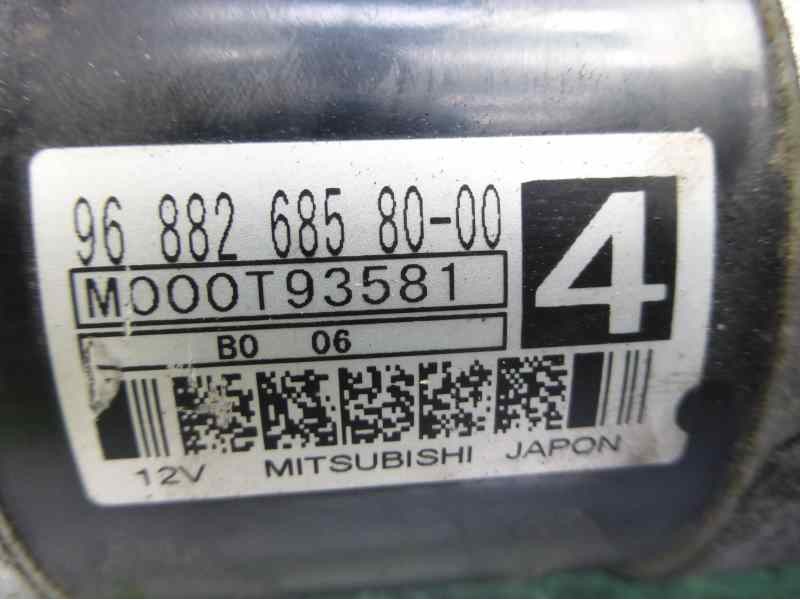 96 882 685 80-00
4
M000T93581
B0 06
12V MITSUBISHI JAPON